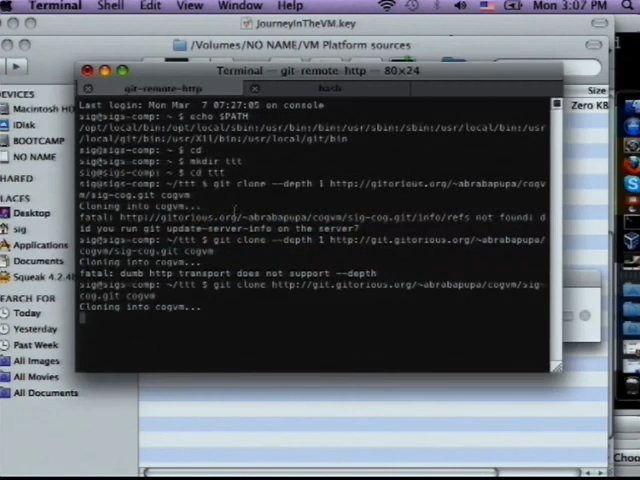 Terminal Shell Edit View Window Help Mon 3:07 PM
JourneyInTheVM.key
/Volumes/NO NAME/VM Platform sources
Terminal — git-remote-http — 80×24
git-remote-http
bash
Size
Zero KB
DEVICES
Macintosh HD
iDisk
BOOTCAMP
NO NAME
SHARED
PLACES
Desktop
sig
Applications
Documents
Squeak 4.2-
Today
Yesterday
Past Week
All Images
All Movies
All Documents
Last login: Mon Mar 7 07:27:05 on console
sig@sigs-comp: ~ $ echo $PATH
/opt/local/bin:/opt/local/sbin:/usr/bin:/bin:/usr/sbin:/sbin:/usr/local/bin:/usr
/local/git/bin:/usr/X11/bin:/usr/local/git/bin
sig@sigs-comp: ~ $ cd
sig@sigs-comp: ~ $ mkdir ttt
sig@sigs-comp: ~ $ cd ttt
sig@sigs-comp: ~/ttt $ git clone --depth 1 http://gitorious.org/~abrabapupa/cogv
m/sig-cog.git cogvm
Cloning into cogvm...
fatal: http://gitorious.org/~abrabapupa/cogvm/sig-cog.git/info/refs not found: d
id you run git update-server-info on the server?
sig@sigs-comp: ~/ttt $ git clone --depth 1 http://git.gitorious.org/~abrabapupa/
cogvm/sig-cog.git cogvm
Cloning into cogvm...
fatal: dumb http transport does not support --depth
sig@sigs-comp: ~/ttt $ git clone http://git.gitorious.org/~abrabapupa/cogvm/sig-
cog.git cogvm
Cloning into cogvm...
Choo